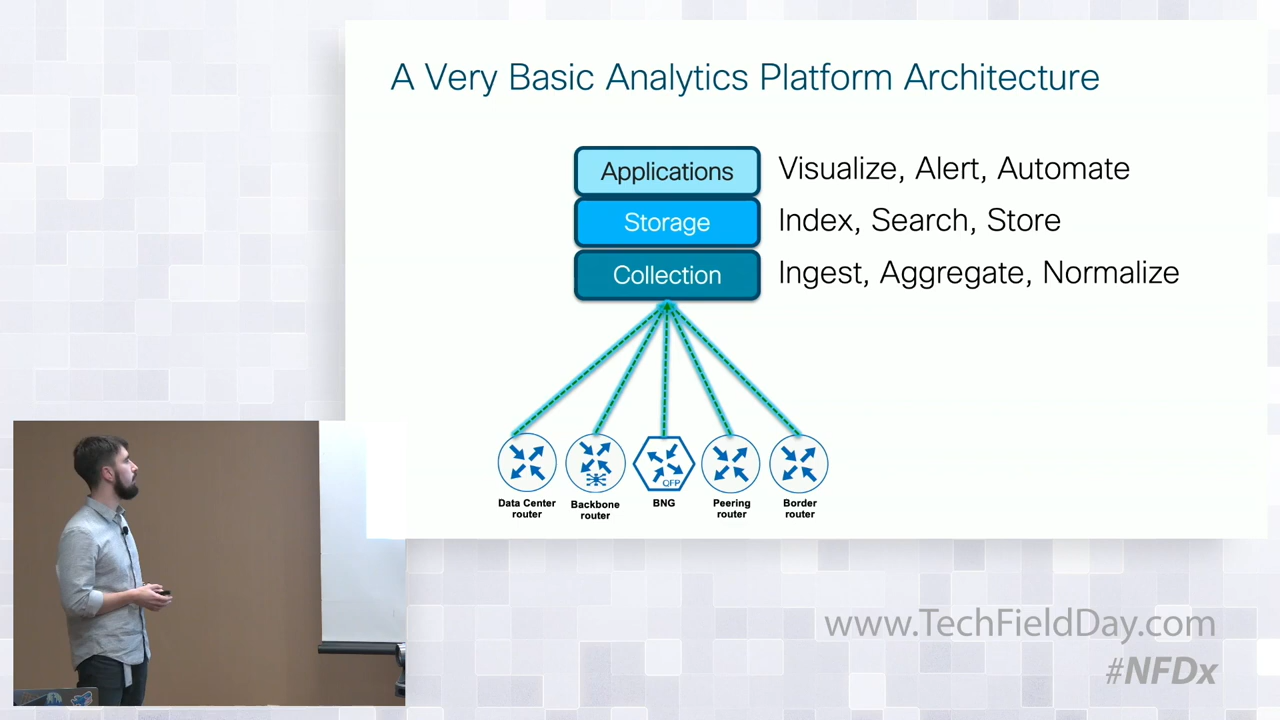 A Very Basic Analytics Platform Architecture
Applications
Visualize, Alert, Automate
Storage
Index, Search, Store
Collection
Ingest, Aggregate, Normalize
QFP
Data Center
router
Backbone
router
BNG
Peering
router
Border
router
www.TechFieldDay.com
#NFDx